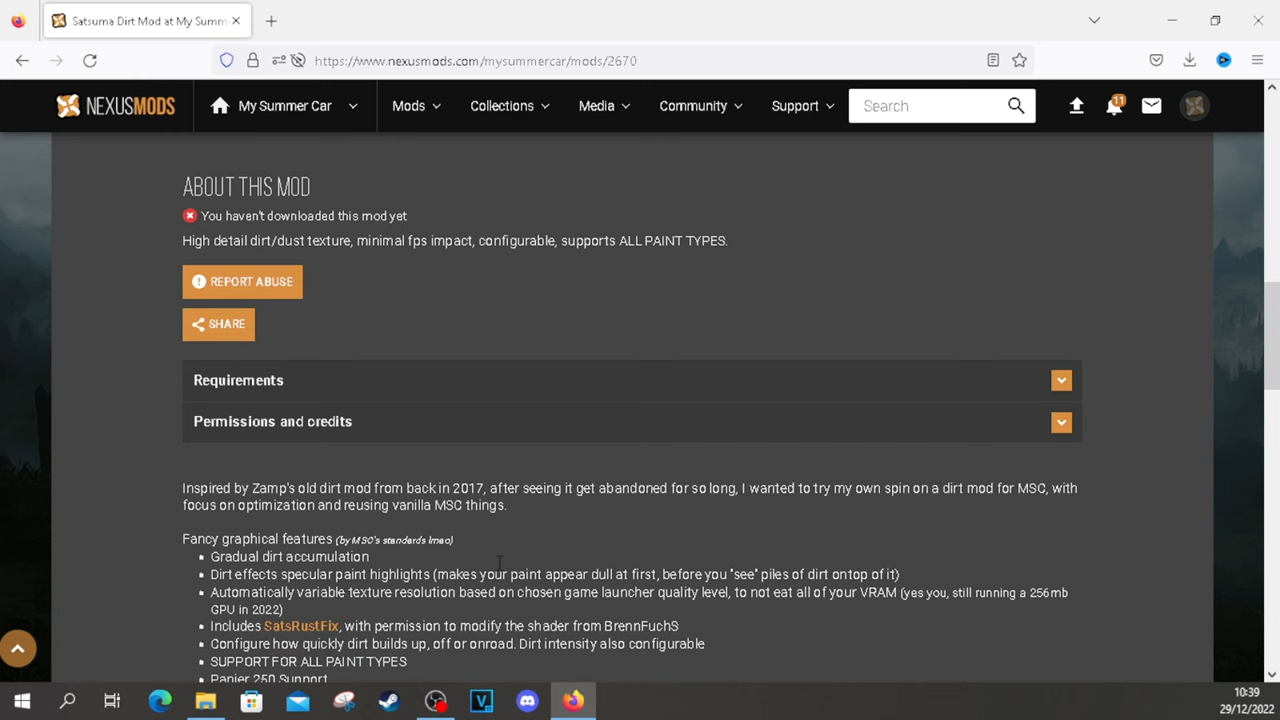 Satsuma Dirt Mod at My Summ
https://www.nexusmods.com/mysummercar/mods/2670
NEXUSMODS
My Summer Car
Mods
Collections
Media
Community
Support
Search
11
ABOUT THIS MOD
You haven't downloaded this mod yet
High detail dirt/dust texture, minimal fps impact, configurable, supports ALL PAINT TYPES.
REPORT ABUSE
SHARE
Requirements
Permissions and credits
Inspired by Zamp's old dirt mod from back in 2017, after seeing it get abandoned for so long, I wanted to try my own spin on a dirt mod for MSC, with
focus on optimization and reusing vanilla MSC things.
Fancy graphical features (by MSC's standards lmao)
Gradual dirt accumulation
Dirt effects specular paint highlights (makes your paint appear dull at first, before you "see" piles of dirt ontop of it)
Automatically variable texture resolution based on chosen game launcher quality level, to not eat all of your VRAM (yes you, still running a 256mb
GPU in 2022)
Includes SatsRustFix, with permission to modify the shader from BrennFuchS
Configure how quickly dirt builds up, off or onroad. Dirt intensity also configurable
SUPPORT FOR ALL PAINT TYPES
Panier 250 Support
V
10:39
29/12/2022